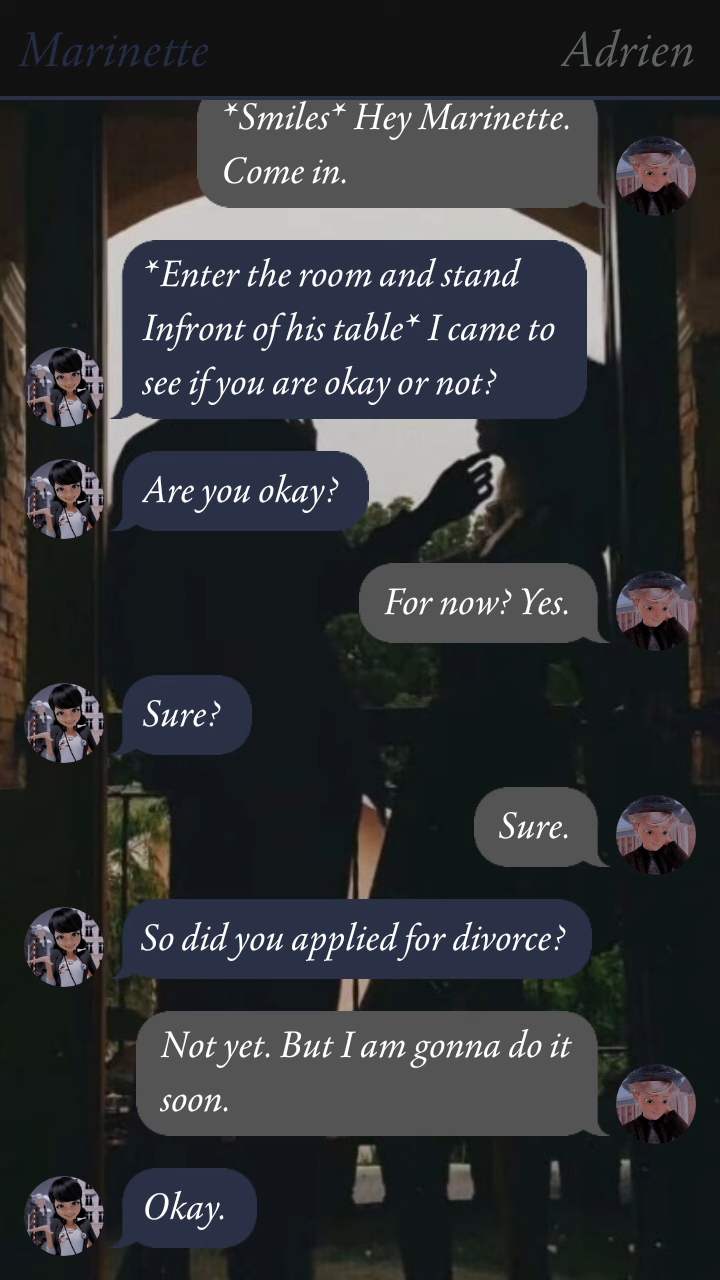 Marinette
Adrien
*Smiles* Hey Marinette.
Come in.
*Enter the room and stand
Infront of his table* I came to
see if you are okay or not?
Are you okay?
For now? Yes.
Sure?
Sure.
So did you applied for divorce?
Not yet. But I am gonna do it
soon.
Okay.